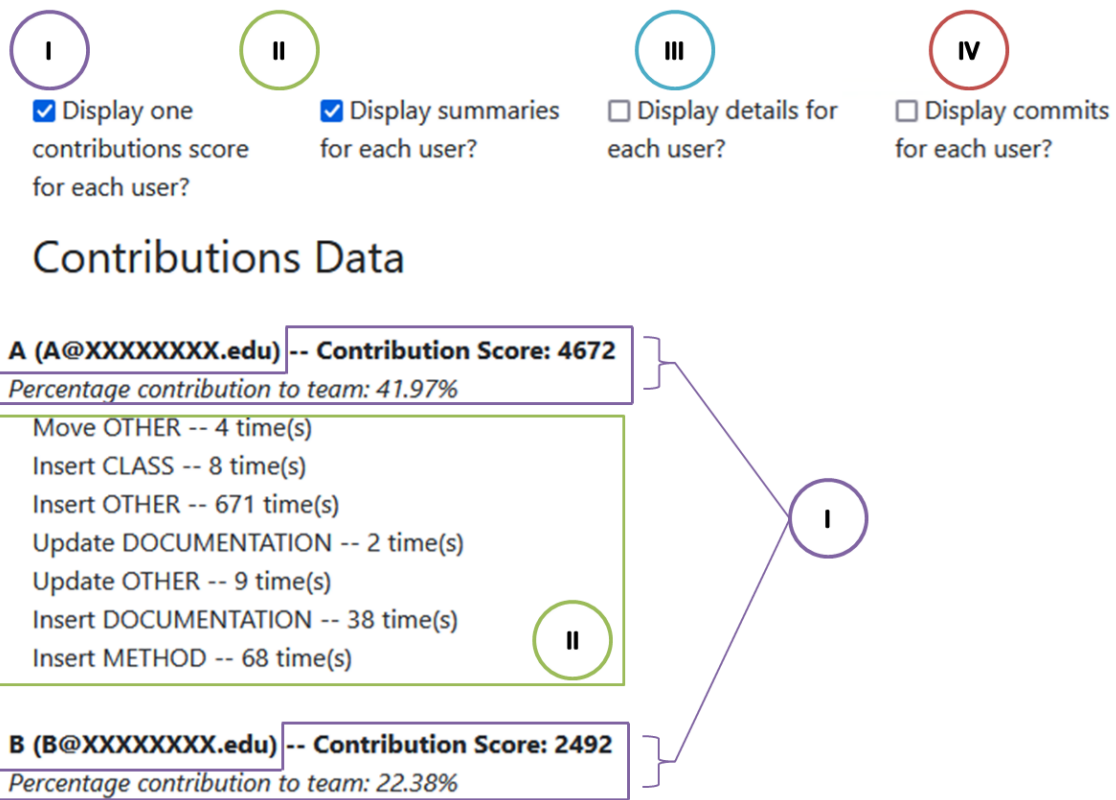 I
II
III
IV
Display one
contributions score
for each user?
Display summaries
for each user?
Display details for
each user?
Display commits
for each user?
Contributions Data
A (A@XXXXXXXX.edu) -- Contribution Score: 4672
Percentage contribution to team: 41.97%
Move OTHER -- 4 time(s)
Insert CLASS -- 8 time(s)
Insert OTHER -- 671 time(s)
Update DOCUMENTATION -- 2 time(s)
Update OTHER -- 9 time(s)
Insert DOCUMENTATION -- 38 time(s)
Insert METHOD -- 68 time(s)
II
I
B (B@XXXXXXXX.edu) -- Contribution Score: 2492
Percentage contribution to team: 22.38%